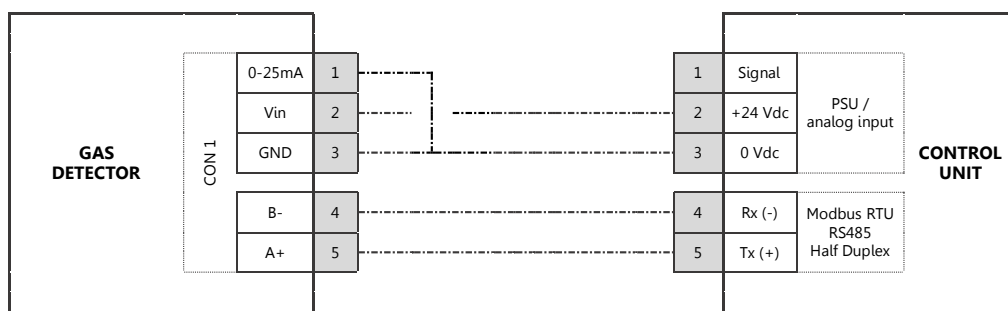 GAS
DETECTOR
CON 1
0-25mA 1
Vin 2
GND 3
B- 4
A+ 5
1 Signal
2 +24 Vdc
3 0 Vdc
PSU /
analog input
4 Rx (-)
5 Tx (+)
Modbus RTU
RS485
Half Duplex
CONTROL
UNIT